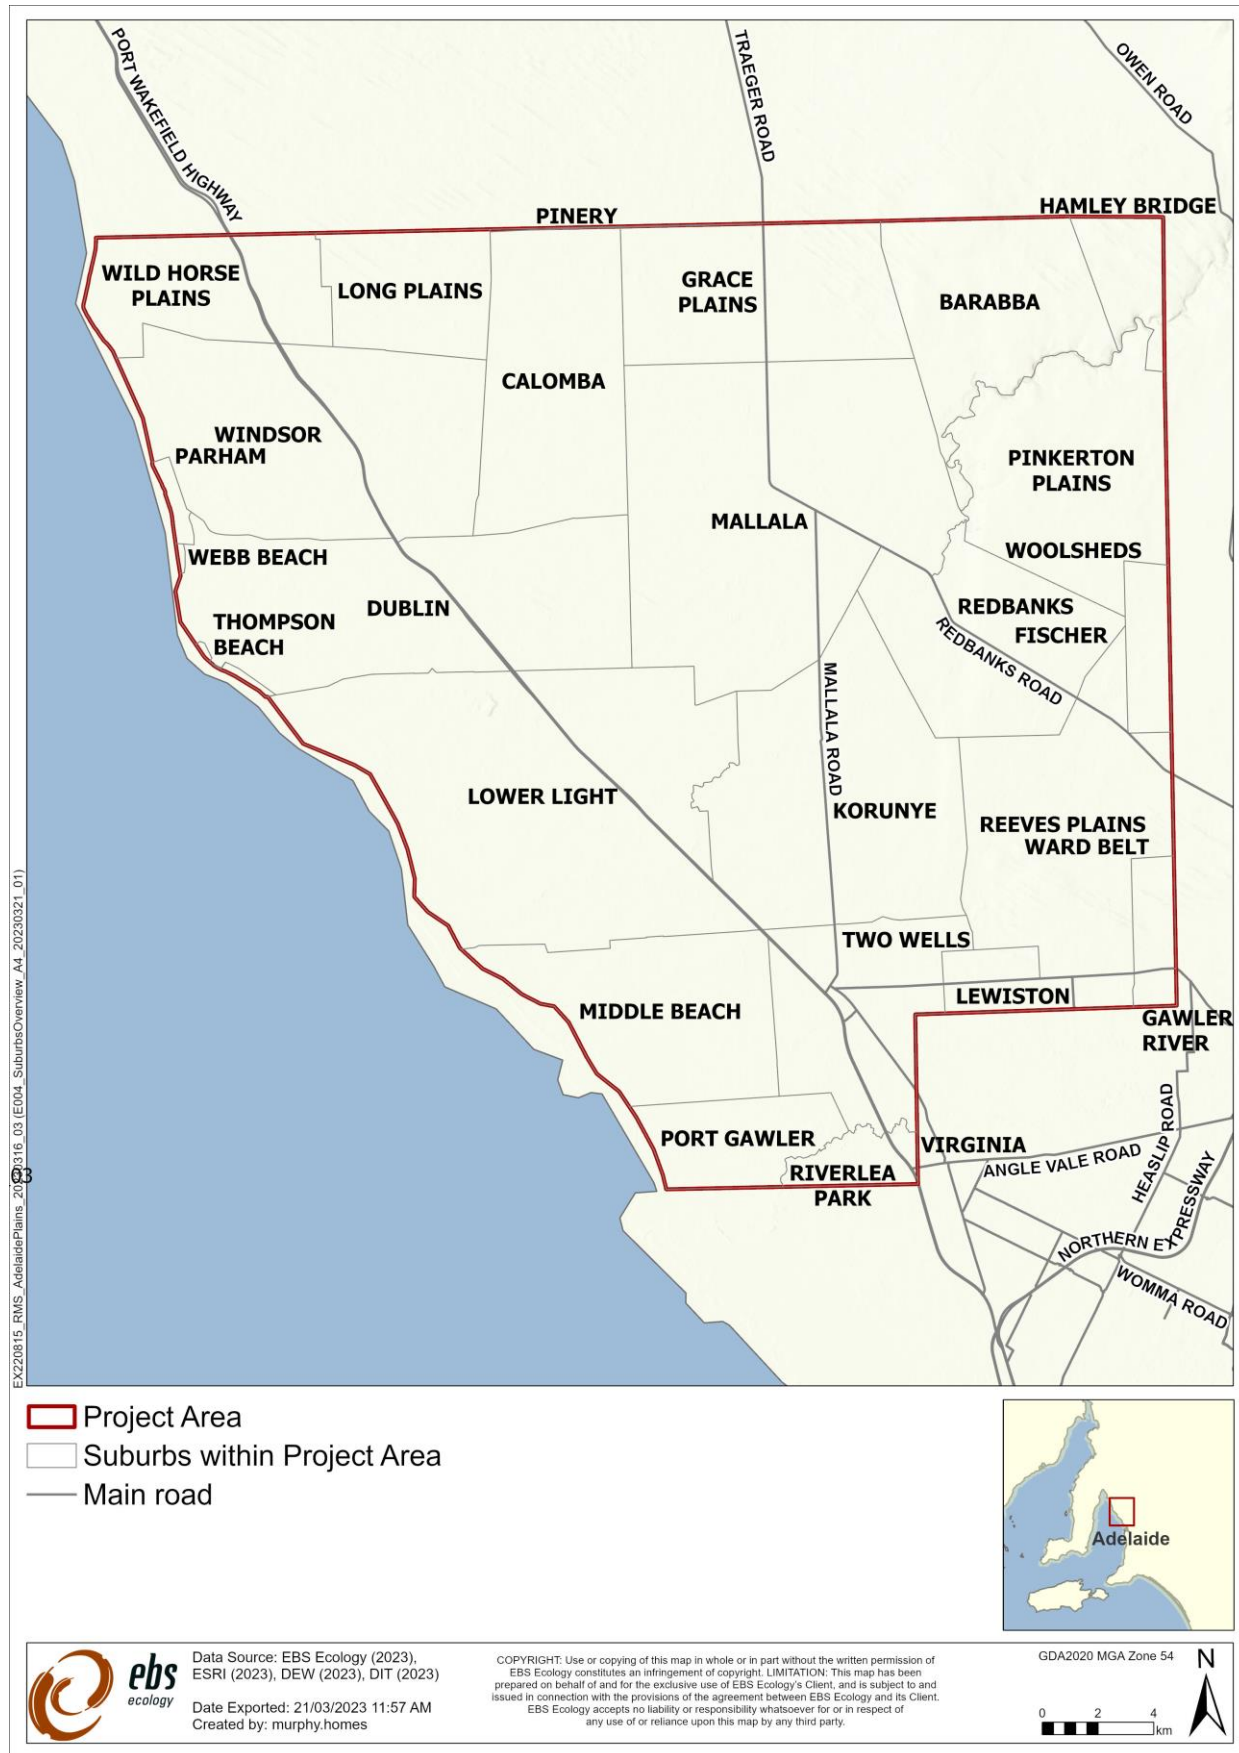 PORT WAKEFIELD HIGHWAY
TRAEGER ROAD
OWEN ROAD
HAMLEY BRIDGE
PINERY
WILD HORSE
PLAINS
LONG PLAINS
GRACE
PLAINS
BARABBA
CALOMBA
WINDSOR
PARHAM
PINKERTON
PLAINS
MALLALA
WOOLSHEDS
WEBB BEACH
DUBLIN
THOMPSON
BEACH
REDBANKS
FISCHER
REDBANKS ROAD
MALLALA ROAD
LOWER LIGHT
KORUNYE
REEVES PLAINS
WARD BELT
TWO WELLS
LEWISTON
MIDDLE BEACH
GAWLER
RIVER
PORT GAWLER
VIRGINIA
RIVERLEA
PARK
ANGLE VALE ROAD
HEASLIP ROAD
NORTHERN EXPRESSWAY
WOMMA ROAD
03
Project Area
Suburbs within Project Area
Main road
Adelaide
ebs
ecology
Data Source: EBS Ecology (2023),
ESRI (2023), DEW (2023), DIT (2023)
Date Exported: 21/03/2023 11:57 AM
Created by: murphy.homes
COPYRIGHT: Use or copying of this map in whole or in part without the written permission of
EBS Ecology constitutes an infringement of copyright. LIMITATION: This map has been
prepared on behalf of and for the exclusive use of EBS Ecology's Client, and is subject to and
issued in connection with the provisions of the agreement between EBS Ecology and its Client.
EBS Ecology accepts no liability or responsibility whatsoever for or in respect of
any use of or reliance upon this map by any third party.
GDA2020 MGA Zone 54
N
0 2 4
km